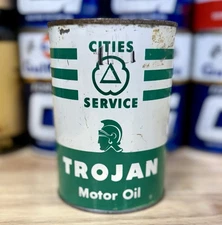 CITIES
SERVICE
TROJAN
Motor Oil